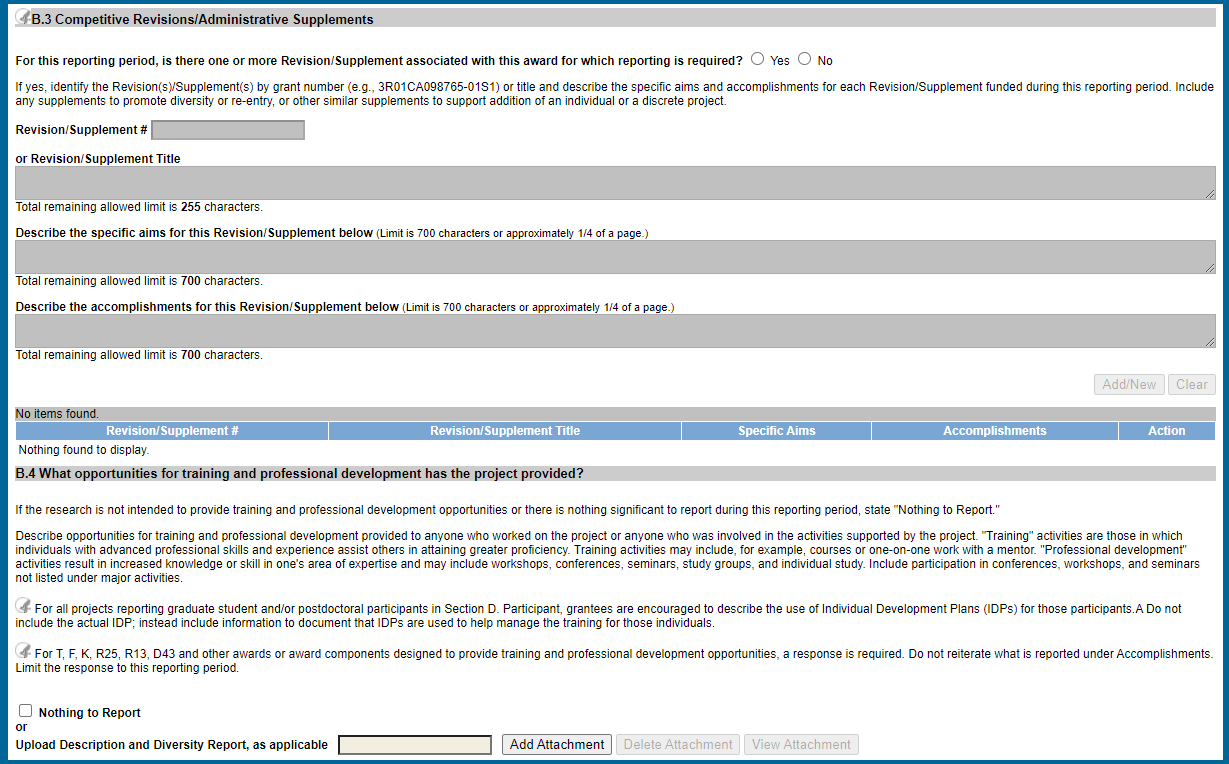 B.3 Competitive Revisions/Administrative Supplements
For this reporting period, is there one or more Revision/Supplement associated with this award for which reporting is required? Yes No
If yes, identify the Revision(s)/Supplement(s) by grant number (e.g., 3R01CA098765-01S1) or title and describe the specific aims and accomplishments for each Revision/Supplement funded during this reporting period. Include
any supplements to promote diversity or re-entry, or other similar supplements to support addition of an individual or a discrete project.
Revision/Supplement #
or Revision/Supplement Title
Total remaining allowed limit is 255 characters.
Describe the specific aims for this Revision/Supplement below (Limit is 700 characters or approximately 1/4 of a page.)
Total remaining allowed limit is 700 characters.
Describe the accomplishments for this Revision/Supplement below (Limit is 700 characters or approximately 1/4 of a page.)
Total remaining allowed limit is 700 characters.
Add/New Clear
No items found.
Revision/Supplement # Revision/Supplement Title Specific Aims Accomplishments Action
Nothing found to display.
B.4 What opportunities for training and professional development has the project provided?
If the research is not intended to provide training and professional development opportunities or there is nothing significant to report during this reporting period, state "Nothing to Report."
Describe opportunities for training and professional development provided to anyone who worked on the project or anyone who was involved in the activities supported by the project. "Training" activities are those in which
individuals with advanced professional skills and experience assist others in attaining greater proficiency. Training activities may include, for example, courses or one-on-one work with a mentor. "Professional development"
activities result in increased knowledge or skill in one's area of expertise and may include workshops, conferences, seminars, study groups, and individual study. Include participation in conferences, workshops, and seminars
not listed under major activities.
For all projects reporting graduate student and/or postdoctoral participants in Section D. Participant, grantees are encouraged to describe the use of Individual Development Plans (IDPs) for those participants.A Do not
include the actual IDP; instead include information to document that IDPs are used to help manage the training for those individuals.
For T, F, K, R25, R13, D43 and other awards or award components designed to provide training and professional development opportunities, a response is required. Do not reiterate what is reported under Accomplishments.
Limit the response to this reporting period.
Nothing to Report
or
Upload Description and Diversity Report, as applicable Add Attachment Delete Attachment View Attachment